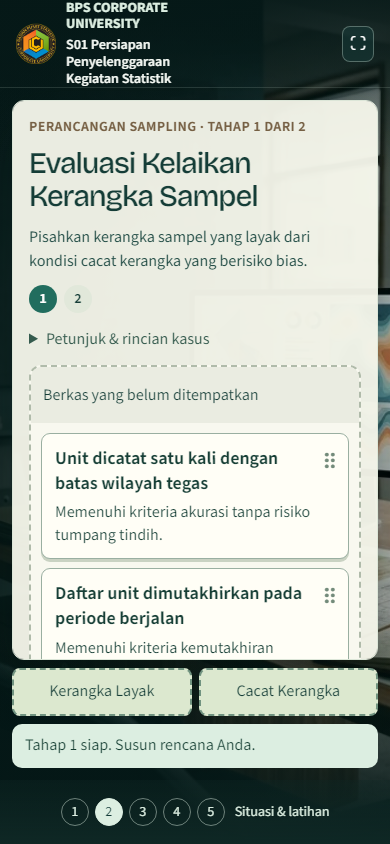 BPS CORPORATE
UNIVERSITY
S01 Persiapan
Penyelenggaraan
Kegiatan Statistik
PERANCANGAN SAMPLING · TAHAP 1 DARI 2
Evaluasi Kelaikan
Kerangka Sampel
Pisahkan kerangka sampel yang layak dari
kondisi cacat kerangka yang berisiko bias.
1 2
Petunjuk & rincian kasus
Berkas yang belum ditempatkan
Unit dicatat satu kali dengan
batas wilayah tegas
Memenuhi kriteria akurasi tanpa risiko
tumpang tindih.
Daftar unit dimutakhirkan pada
periode berjalan
Memenuhi kriteria kemutakhiran
Kerangka Layak Cacat Kerangka
Tahap 1 siap. Susun rencana Anda.
1 2 3 4 5 Situasi & latihan